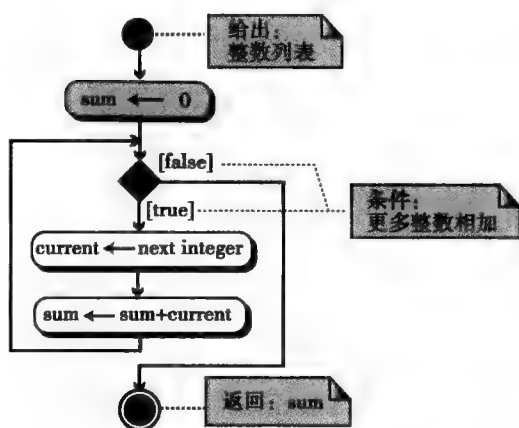 给出：
整数列表
sum ← 0
[false]
[true]
条件：
更多整数相加
current ← next integer
sum ← sum+current
返回：sum